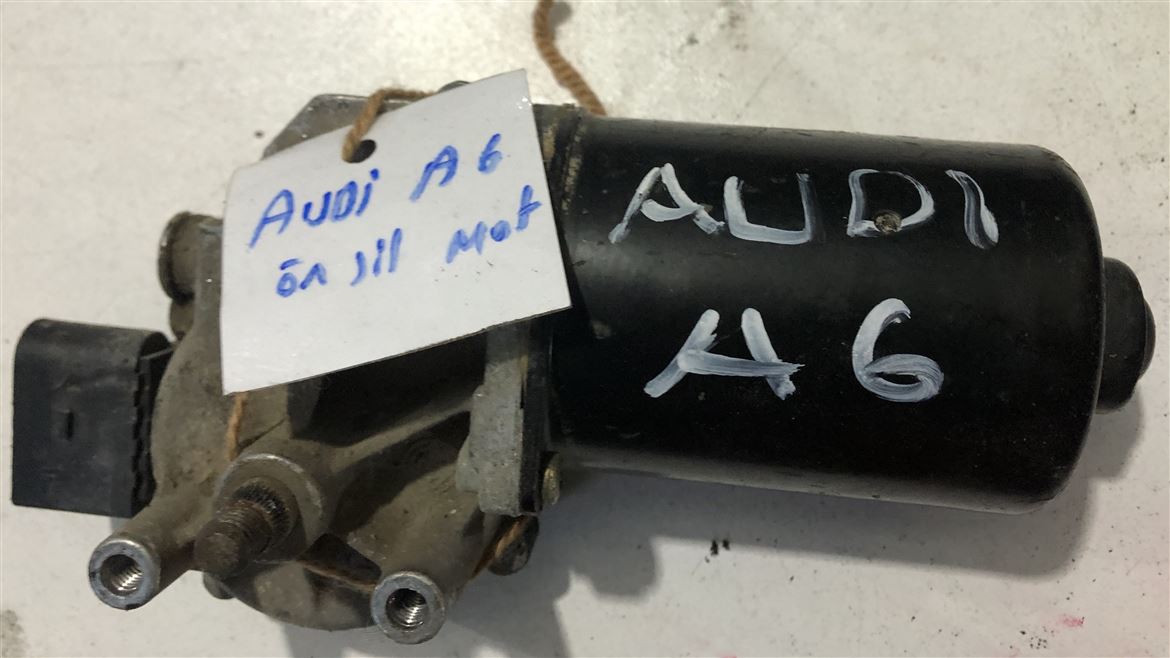 AUDİ A6
ön sil Mot
AUDI
A6